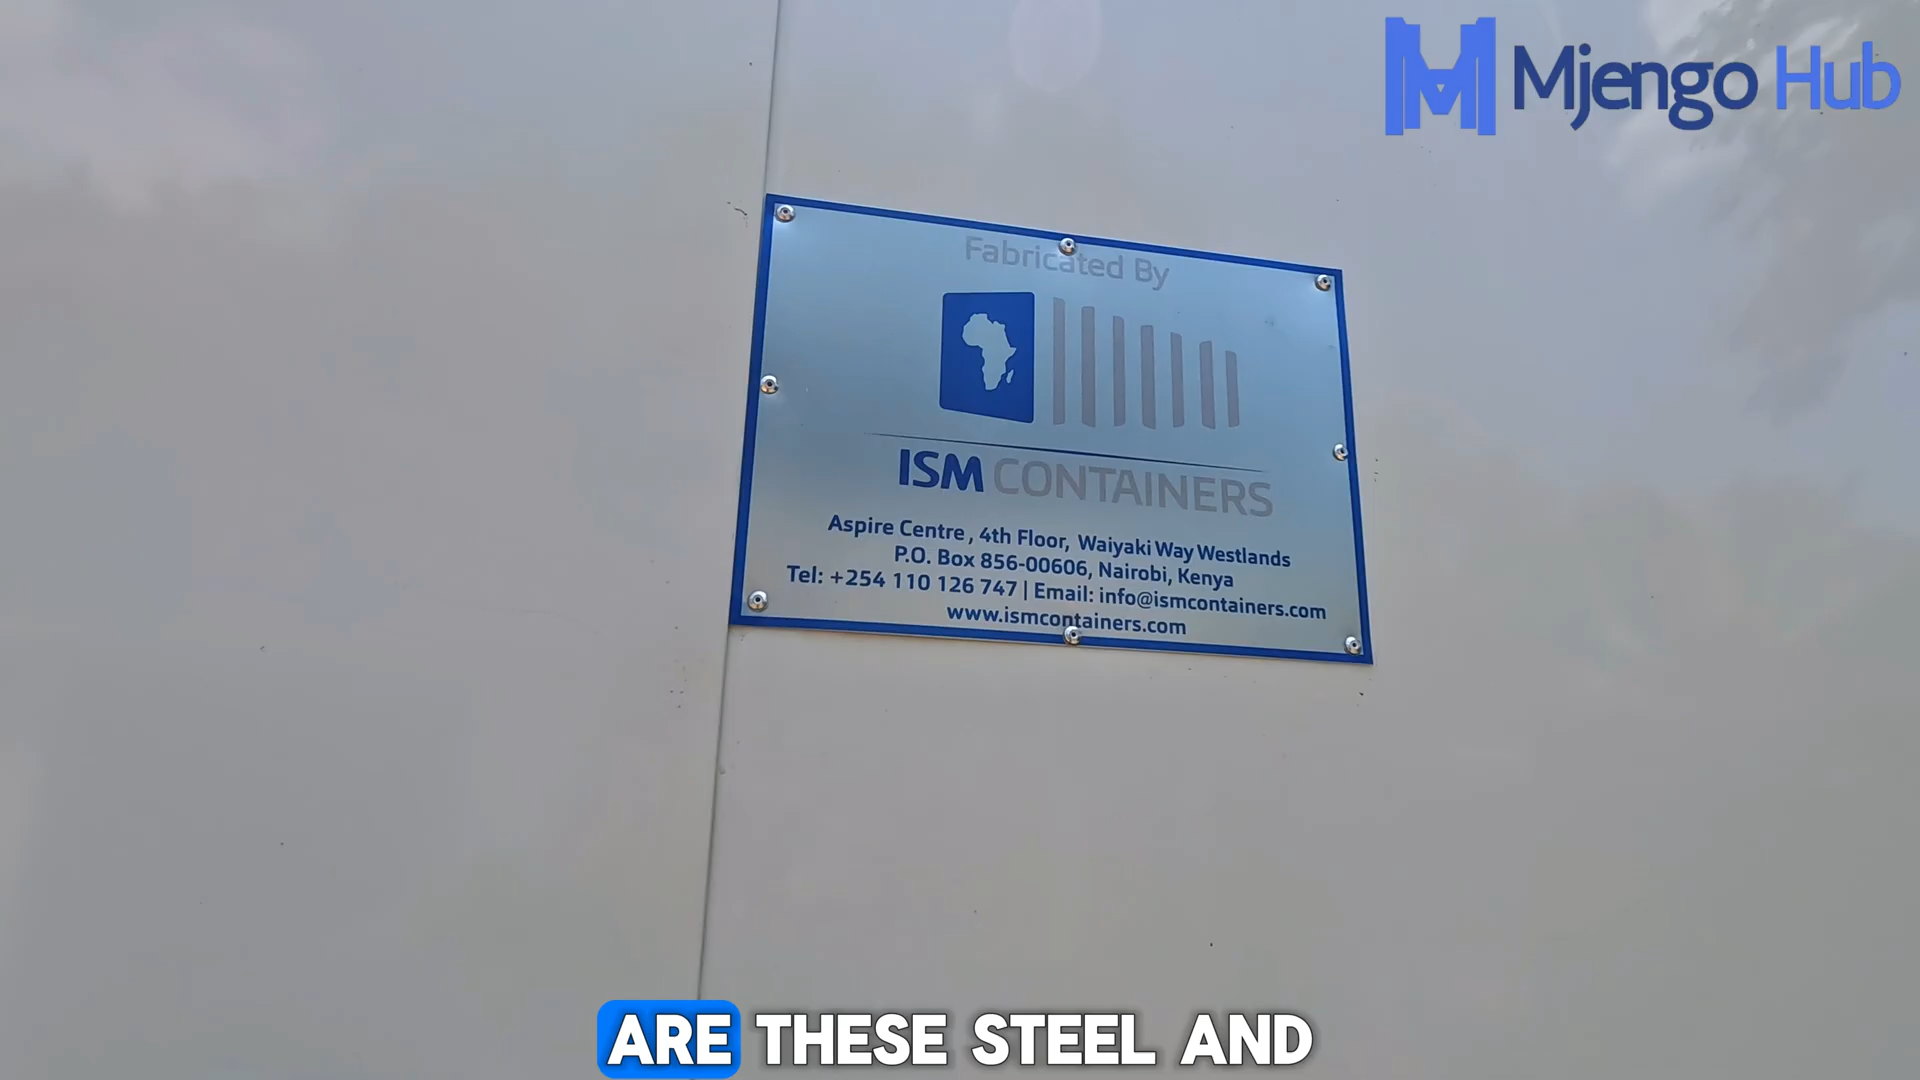 Mjengo Hub
Fabricated By
ISM CONTAINERS
Aspire Centre, 4th Floor, Waiyaki Way Westlands
P.O. Box 856-00606, Nairobi, Kenya
Tel: +254 110 126 747 | Email: info@ismcontainers.com
www.ismcontainers.com
ARE THESE STEEL AND